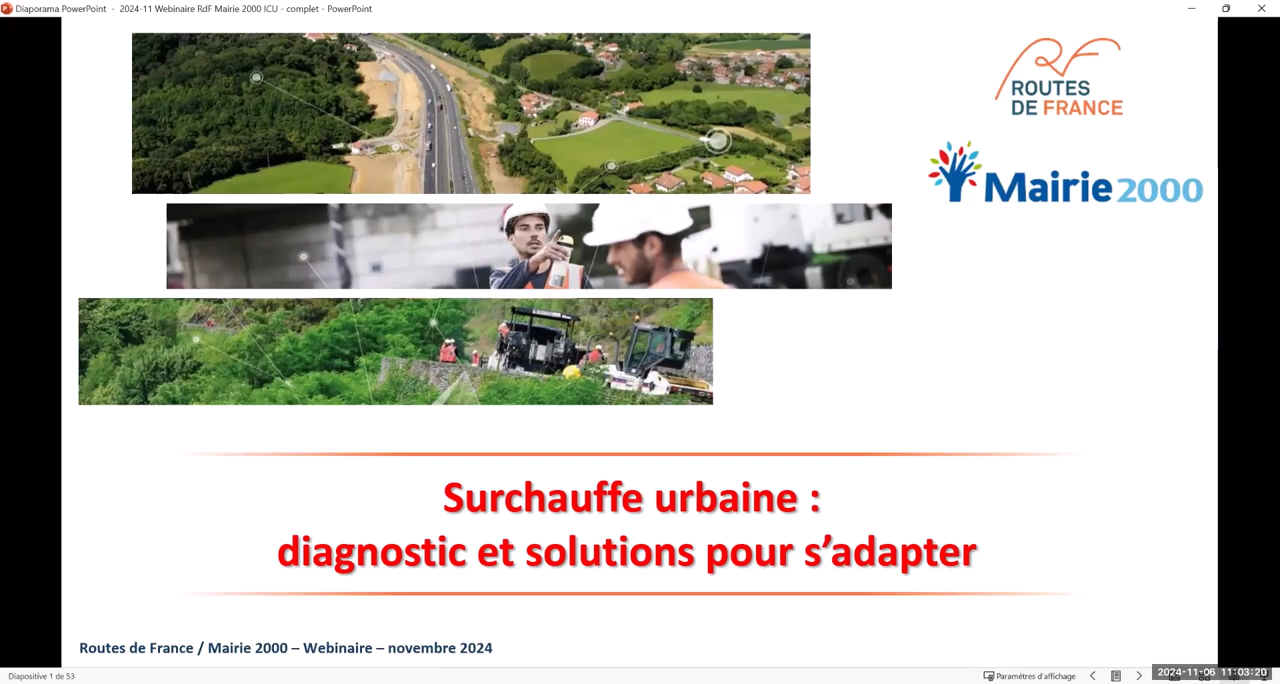 Diaporama PowerPoint - 2024-11 Webinaire RdF Mairie 2000 ICU - complet - PowerPoint
ROUTES
DE FRANCE
Mairie 2000
Surchauffe urbaine :
diagnostic et solutions pour s’adapter
Routes de France / Mairie 2000 – Webinaire – novembre 2024
Diapositive 1 de 53
Paramètres d'affichage
2024-11-06 11:03:20